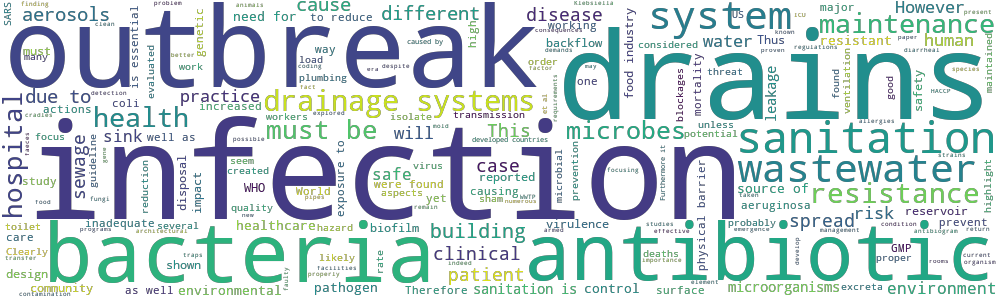 SARS
finding
aerosols
animals
problem
clean
need for
cause
to reduce
different
disease
Klebsiella
consequences
working
system
US
ICU
known
However
major
maintenance
present
outbreak
drains
must
many
is essential
evaluated
better
work
genetic
way
load
coding
plumbing
era
despite
fact
caused by
high
order
factor
demands
backflow
may
one
food industry
considered
water
Thus
proven
paper
regulations
diarrheal
resistant
human
threat
mortality
blockages
leakage
found
ventilation
good
safety
species
HACCP
maintained
due to
detection
coli
practice
increased
drainage systems
et al
requirements
actions
cradles
health
workers
explored
isolate
mold
transmission
developed countries
This
microbes
unless
potential
allergies
sanitation
hospital
focus
faeces
sewage
guideline
sink
well as
possible
must be
will
case
infection
study
food
fungi
gene
reduction
disposal
impact
seem
created
WHO
quality
new
World
pipes
exposure to
safe
were found
aspects
virus
yet
remain
reported
causing
sham
WWTP
numerous
microbial
prevention
focusing
Furthermore it
physical barrier
wastewater
strains
source of
taken
aeruginosa
resistance
highlight
toilet
care
Clearly
transfer
inadequate
programs
several
architectural
healthcare
hazard
biofilm
building
virulence
armed
studies
effective
probably
emergence
spread
management
risk
antibiogram
reservoir
condition
prevent
return
bacteria
antibiotic
design
community
shown
traps
as well
environmental
likely
facilities
properly
faulty
pathogen
rate
clinical
indeed
patient
Therefore
sanitation is
control
deaths
importance
surface
element
microorganisms
develop
GMP
proper
excreta
rooms
current
organism
environment